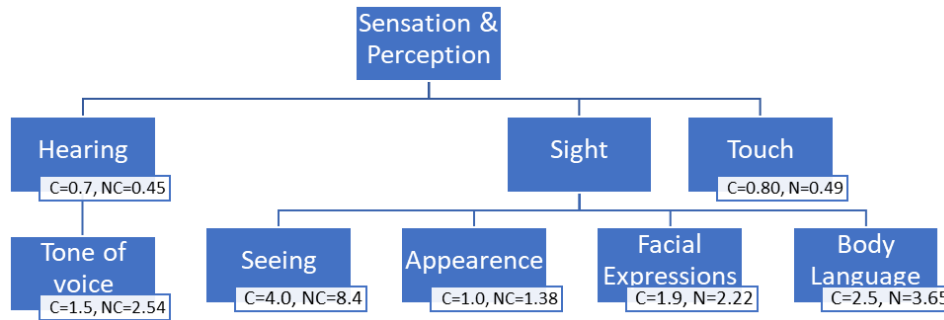 Sensation &
Perception
Hearing
C=0.7, NC=0.45
Sight
Touch
C=0.80, N=0.49
Tone of
voice
C=1.5, NC=2.54
Seeing
C=4.0, NC=8.4
Appearence
C=1.0, NC=1.38
Facial
Expressions
C=1.9, N=2.22
Body
Language
C=2.5, N=3.65